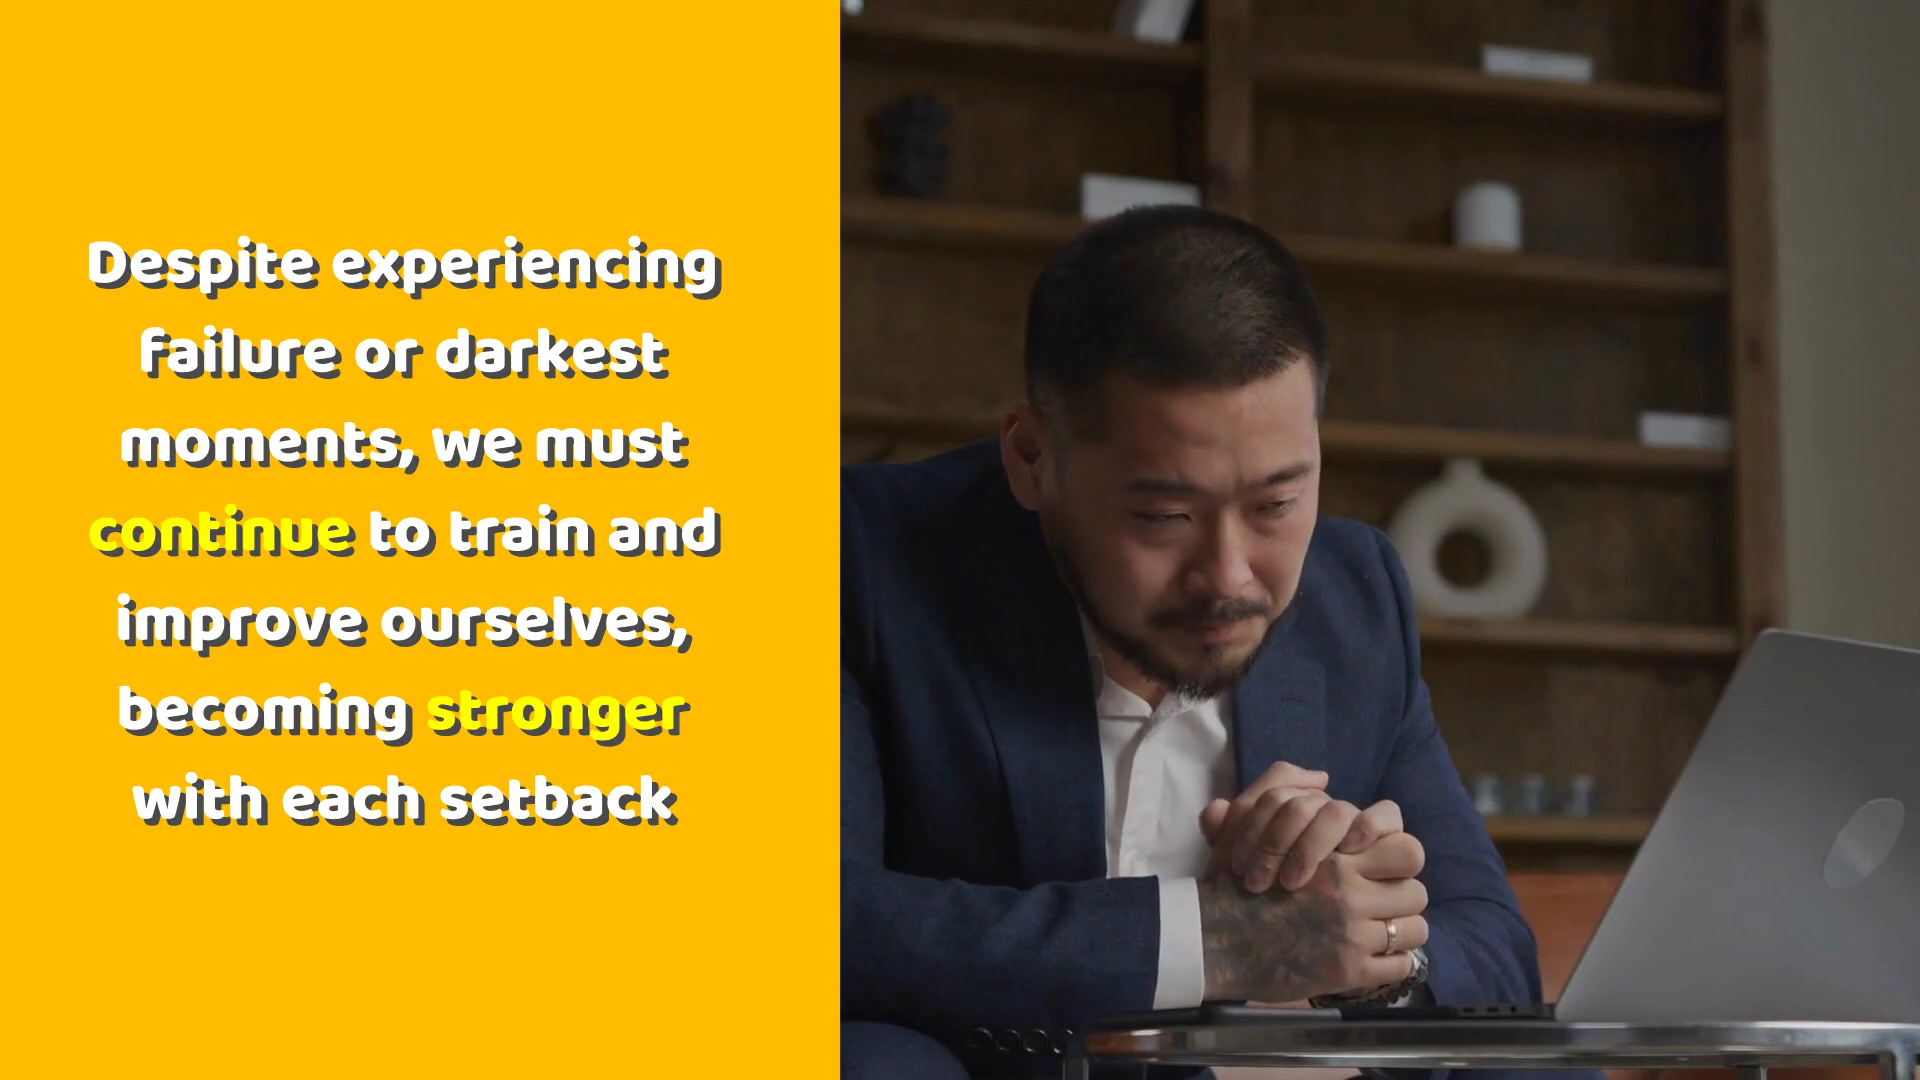 Despite experiencing
failure or darkest
moments, we must
continue to train and
improve ourselves,
becoming stronger
with each setback